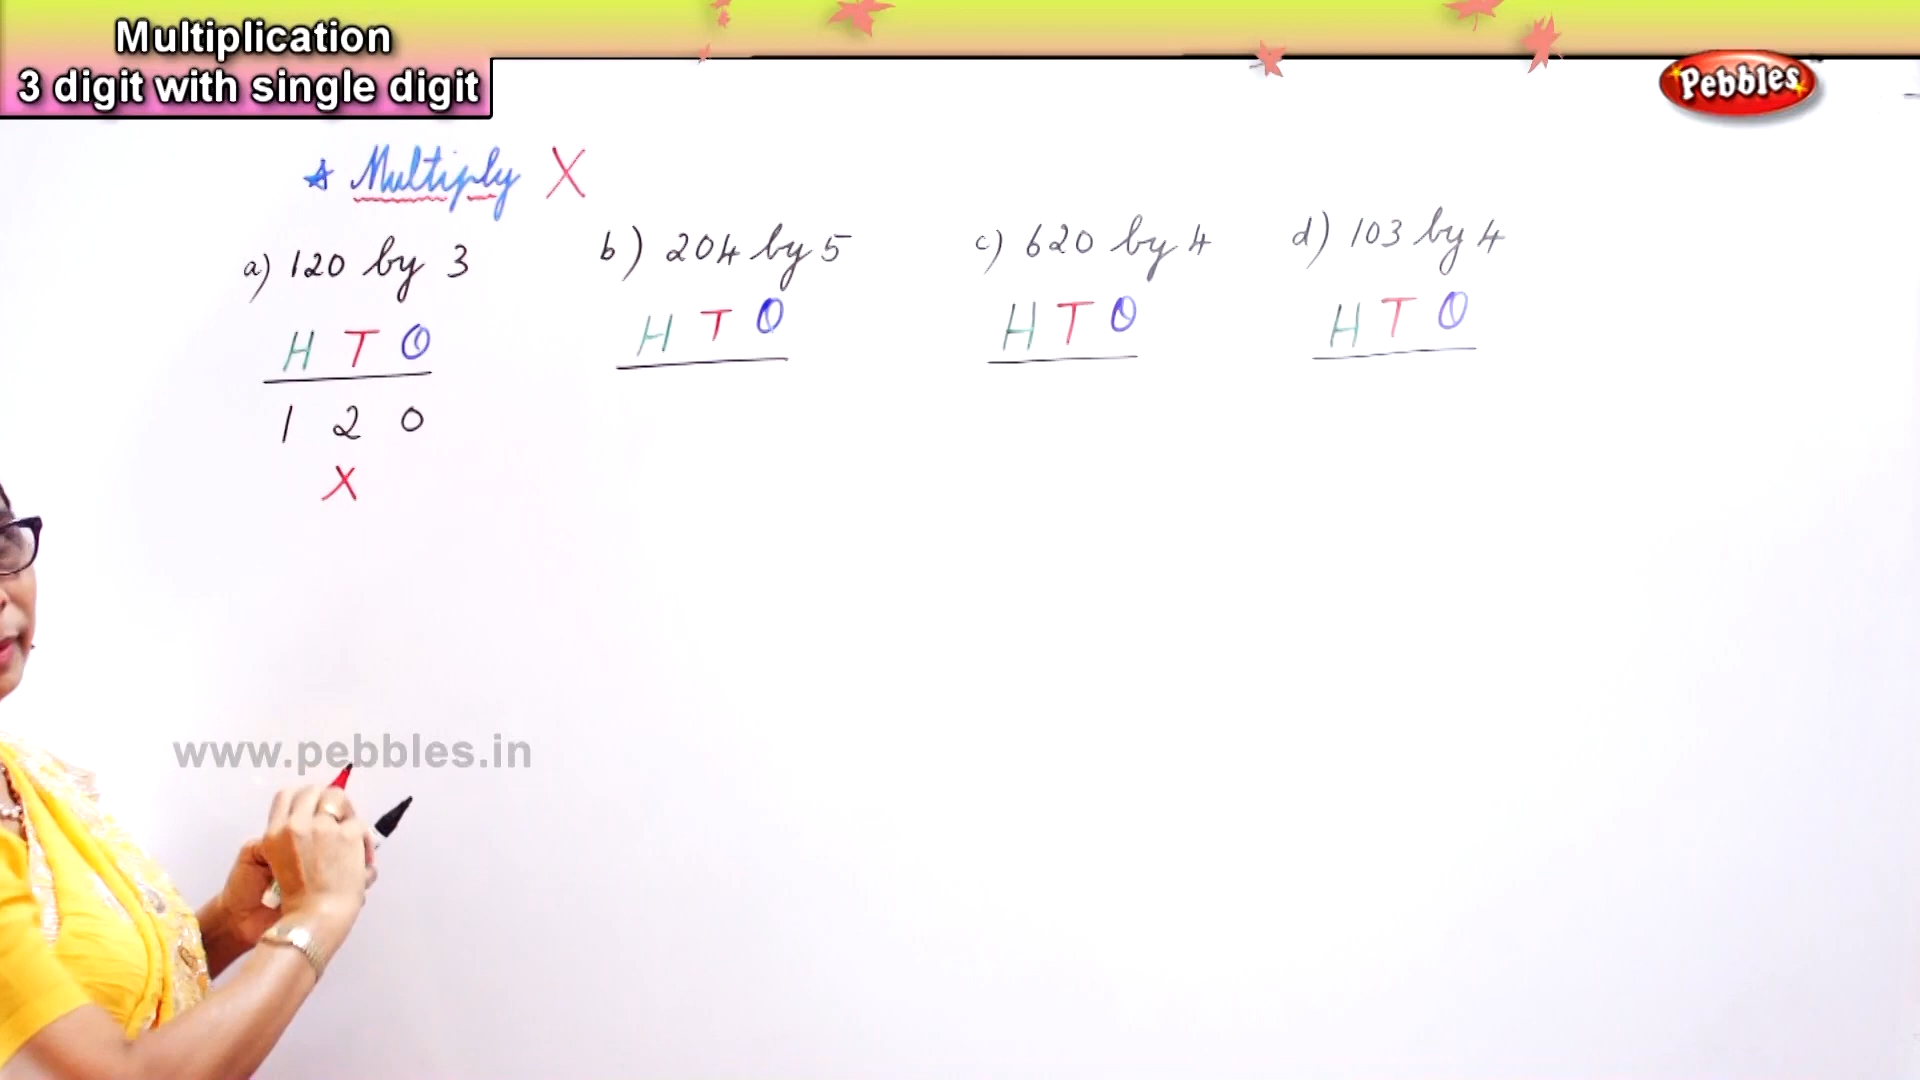 Multiplication
3 digit with single digit
Pebbles
Multiply X
a) 120 by 3
b) 204 by 5
c) 620 by 4
d) 103 by 4
H T O
H T O
H T O
H T O
1 2 0
X
www.pebbles.in